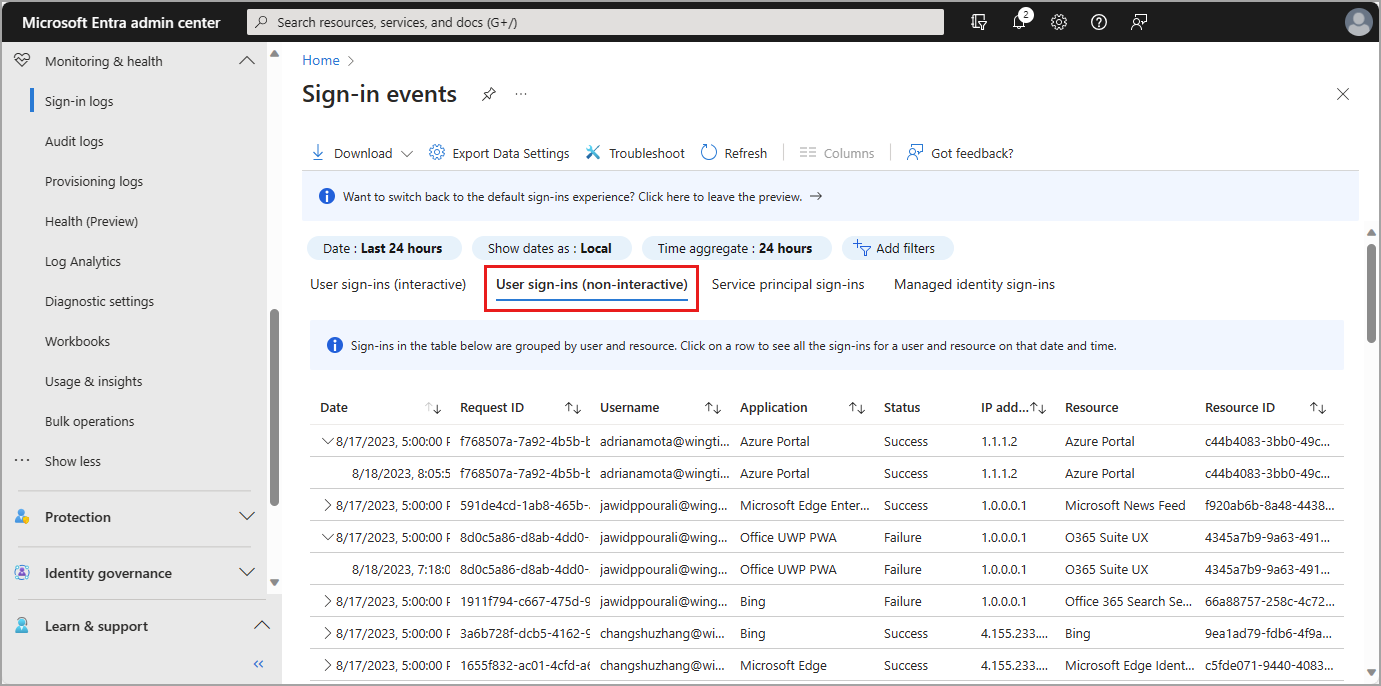 Microsoft Entra admin center
Search resources, services, and docs (G+/)
2
Monitoring & health
Sign-in logs
Audit logs
Provisioning logs
Health (Preview)
Log Analytics
Diagnostic settings
Workbooks
Usage & insights
Bulk operations
Show less
Protection
Identity governance
Learn & support
Home
Sign-in events
Download Export Data Settings Troubleshoot Refresh Columns Got feedback?
Want to switch back to the default sign-ins experience? Click here to leave the preview.
Date : Last 24 hours Show dates as : Local Time aggregate : 24 hours Add filters
User sign-ins (interactive) User sign-ins (non-interactive) Service principal sign-ins Managed identity sign-ins
Sign-ins in the table below are grouped by user and resource. Click on a row to see all the sign-ins for a user and resource on that date and time.
Date Request ID Username Application Status IP add... Resource Resource ID
8/17/2023, 5:00:00 P f768507a-7a92-4b5b-b adrianamota@wingti... Azure Portal Success 1.1.1.2 Azure Portal c44b4083-3bb0-49c...
8/18/2023, 8:05:5 f768507a-7a92-4b5b-b adrianamota@wingti... Azure Portal Success 1.1.1.2 Azure Portal c44b4083-3bb0-49c...
8/17/2023, 5:00:00 P 591de4cd-1ab8-465b- jawidppourali@wing... Microsoft Edge Enter... Success 1.0.0.0.1 Microsoft News Feed f920ab6b-8a48-4438...
8/17/2023, 5:00:00 P 8d0c5a86-d8ab-4dd0- jawidppourali@wing... Office UWP PWA Failure 1.0.0.0.1 O365 Suite UX 4345a7b9-9a63-491...
8/18/2023, 7:18:0 8d0c5a86-d8ab-4dd0- jawidppourali@wing... Office UWP PWA Failure 1.0.0.0.1 O365 Suite UX 4345a7b9-9a63-491...
8/17/2023, 5:00:00 P 1911f794-c667-475d-9 jawidppourali@wing... Bing Failure 1.0.0.0.1 Office 365 Search Se... 66a88757-258c-4c72...
8/17/2023, 5:00:00 P 3a6b728f-dcb5-4162-9 changshuzhang@wi... Bing Success 4.155.233.... Bing 9ea1ad79-fdb6-4f9a...
8/17/2023, 5:00:00 P 1655f832-ac01-4cfd-a6 changshuzhang@wi... Microsoft Edge Success 4.155.233.... Microsoft Edge Ident... c5fde071-9440-4083...